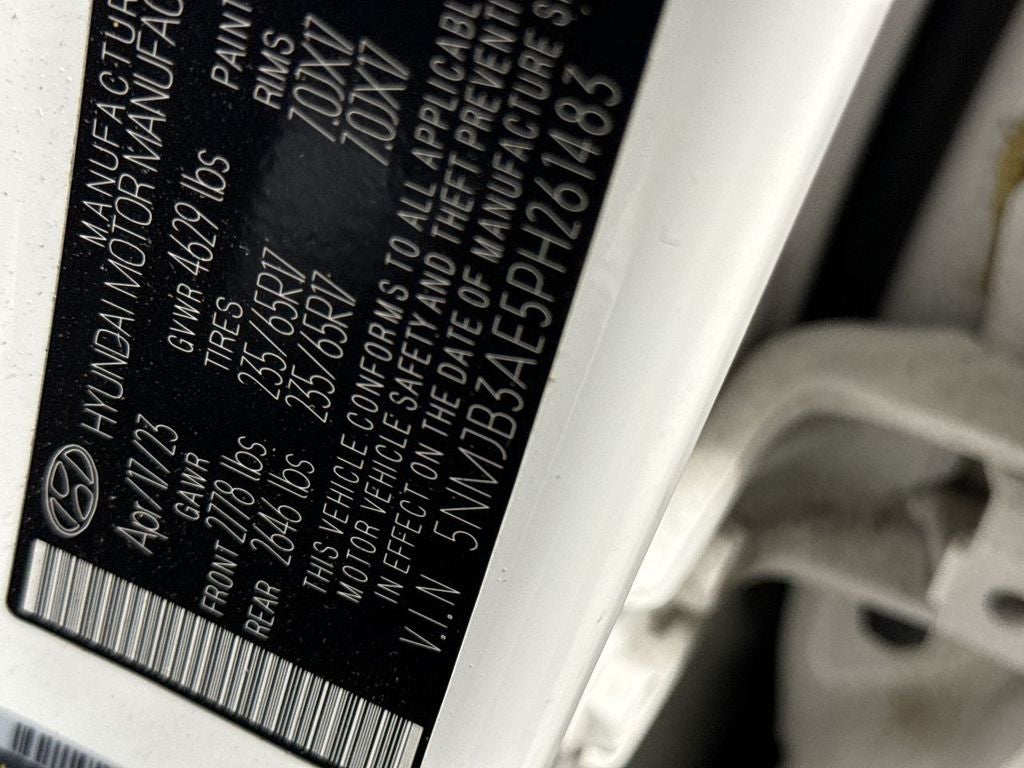 MANUFACTUR
HYUNDAI MOTOR MANUFAC
Apr/17/23 GVWR 4629 lbs PAINT
GAWR TIRES RIMS
FRONT 2778 lbs 235/65R17 7.0JX17
REAR 2646 lbs 235/65R17 7.0JX17
THIS VEHICLE CONFORMS TO ALL APPLICABL
MOTOR VEHICLE SAFETY AND THEFT PREVENTI
IN EFFECT ON THE DATE OF MANUFACTURE S
V.I.N 5NMJB3AE5PH261483